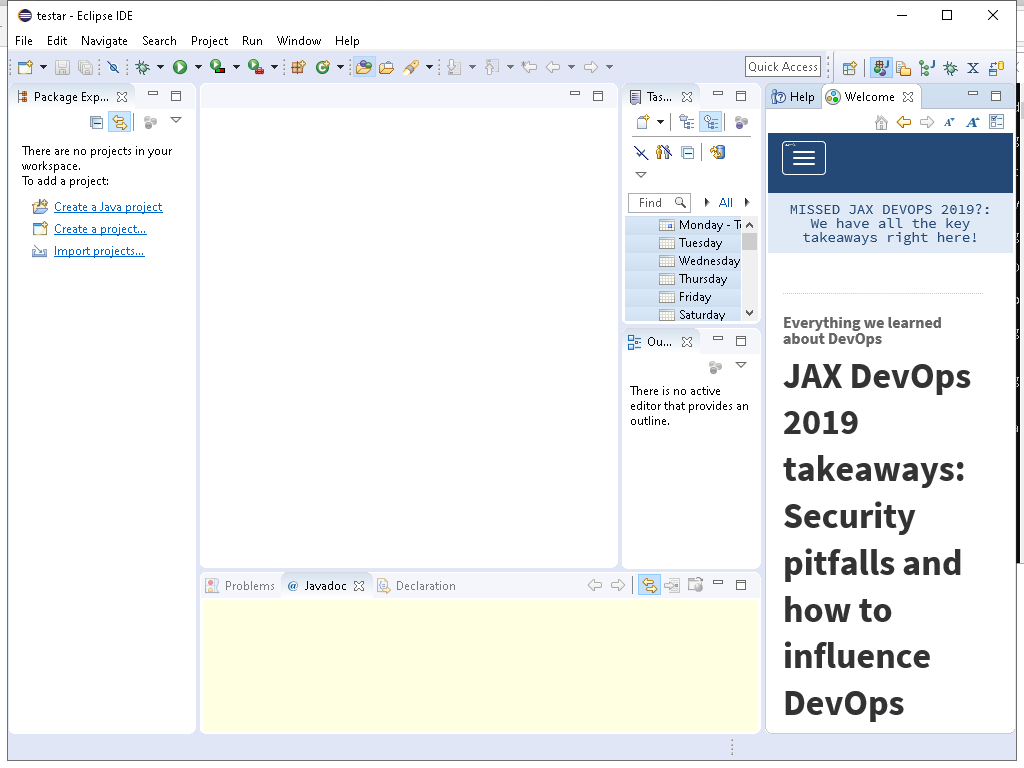 testar - Eclipse IDE
File Edit Navigate Search Project Run Window Help
Quick Access
Package Exp...
There are no projects in your
workspace.
To add a project:
Create a Java project
Create a project...
Import projects...
Tas...
Find
All
Monday - T
Tuesday
Wednesday
Thursday
Friday
Saturday
Ou...
There is no active
editor that provides an
outline.
Problems
@ Javadoc
Declaration
Help
Welcome
MISSED JAX DEVOPS 2019?:
We have all the key
takeaways right here!
Everything we learned
about DevOps
JAX DevOps
2019
takeaways:
Security
pitfalls and
how to
influence
DevOps